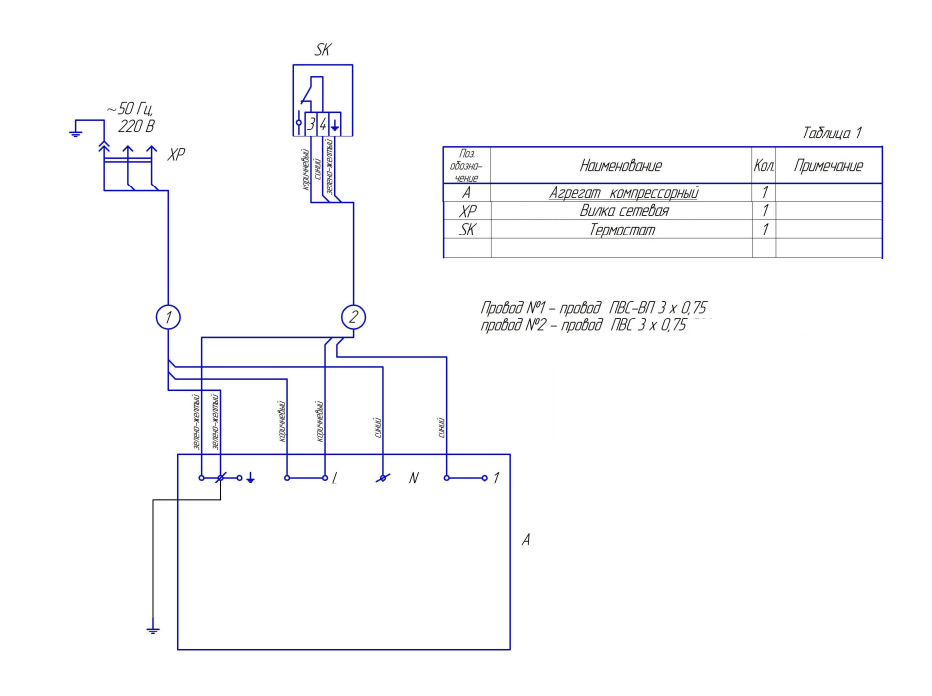 SK
~50 Гц,
220 В
XP
3 4
коричневый
синий
зелено-желтый
Таблица 1
Поз. обозна- чение Наименование Кол. Примечание
А Агрегат компрессорный 1
XP Вилка сетевая 1
SK Термостат 1
1
2
Провод №1 – провод ПВС-ВП 3 х 0,75
провод №2 – провод ПВС 3 х 0,75
зелено-желтый
зелено-желтый
коричневый
коричневый
синий
синий
L
N
1
А